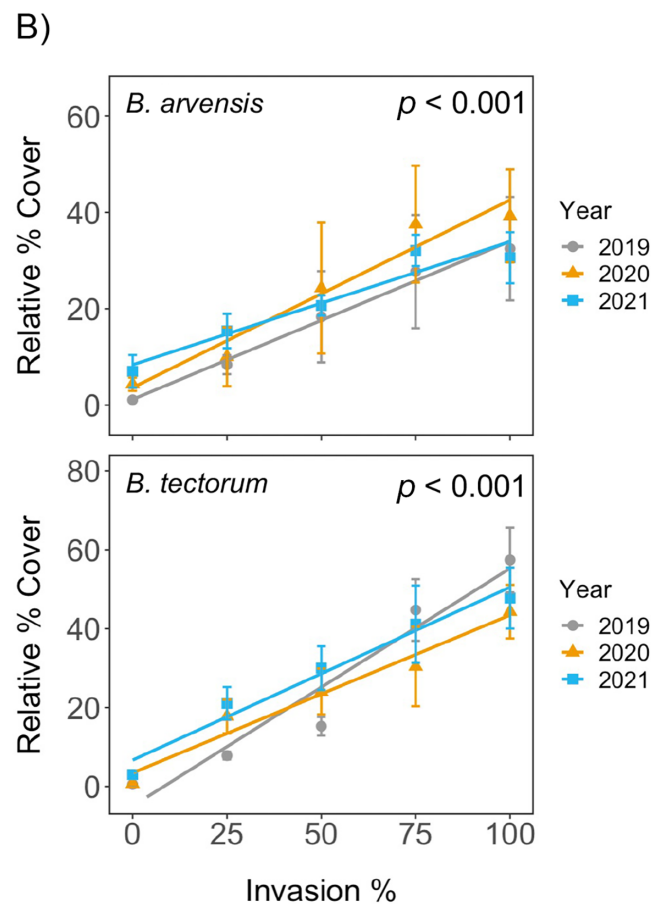 B)
B. arvensis
p < 0.001
60
40
20
0
Relative % Cover
Year
2019
2020
2021
B. tectorum
p < 0.001
80
60
40
20
0
Relative % Cover
Year
2019
2020
2021
0 25 50 75 100
Invasion %